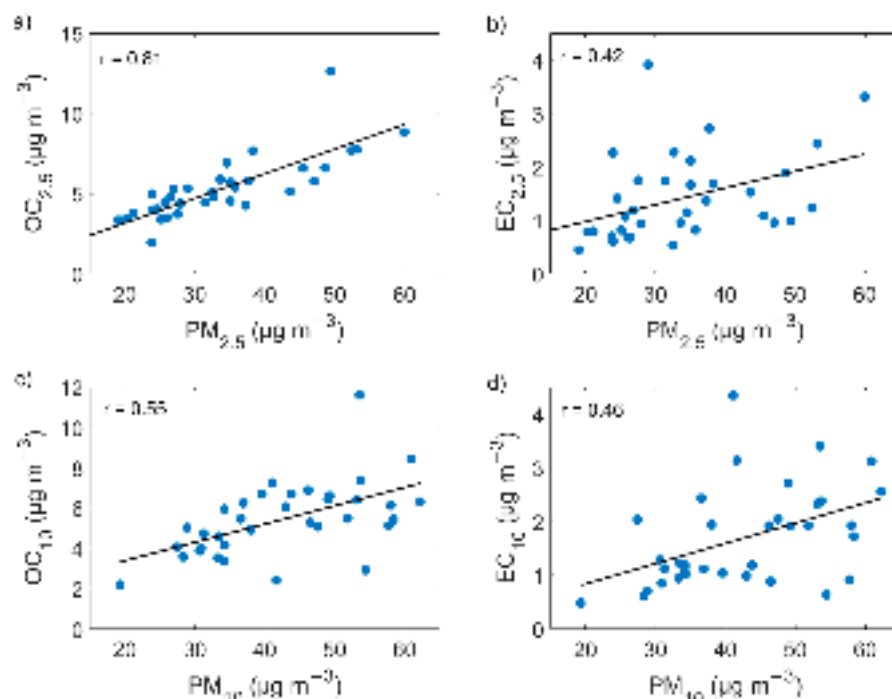 a)
r = 0.81
OC2.5 (µg m−3)
15
10
5
0
20 30 40 50 60
PM2.5 (µg m−3)
b)
r = 0.42
EC2.5 (µg m−3)
4
3
2
1
0
20 30 40 50 60
PM2.5 (µg m−3)
c)
r = 0.55
OC10 (µg m−3)
12
10
8
6
4
2
0
20 30 40 50 60
PM10 (µg m−3)
d)
r = 0.46
EC10 (µg m−3)
4
3
2
1
0
20 30 40 50 60
PM10 (µg m−3)